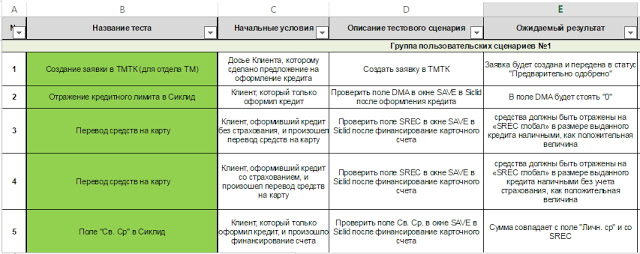 A B C D E
№ Название теста Начальные условия Описание тестового сценария Ожидаемый результат
Группа пользовательских сценариев №1
1
Создание заявки в ТМТК (для отдела ТМ)
Досье Клиента, которому
сделано предложение на
оформление кредита
Создать заявку в ТМТК
Заявка будет создана и передена в статус
"Предварительно одобрено"
2
Отражение кредитного лимита в Сиклид
Клиент, который только
оформил кредит
Проверить поле DMA в окне SAVE в Siclid
после оформления кредита
В поле DMA будет стоять "0"
3
Перевод средств на карту
Клиент, оформивший кредит
без страхования, и произошел
перевод средств на карту
Проверить поле SREC в окне SAVE в
Siclid после финансирование карточного
счета
средства должны быть отражены на
«SREC глобал» в размере выданного
кредита наличными, как положительная
величина
4
Перевод средств на карту
Клиент, оформивший кредит
со страхованием, и
произошел перевод средств
на карту
Проверить поле SREC в окне SAVE в
Siclid после финансирование карточного
счета
средства должны быть отражены на
«SREC глобал» в размере выданного
кредита наличными без учета
страхования, как положительная
величина
5
Поле "Св. Ср" в Сиклид
Клиент, который только
оформил кредит, и произошло
финансирование счета
Проверить поле Св. Ср. в окне SAVE в
Siclid после финансирование карточного
счета
Сумма совпадает с поле "Личн. ср" и со
SREC